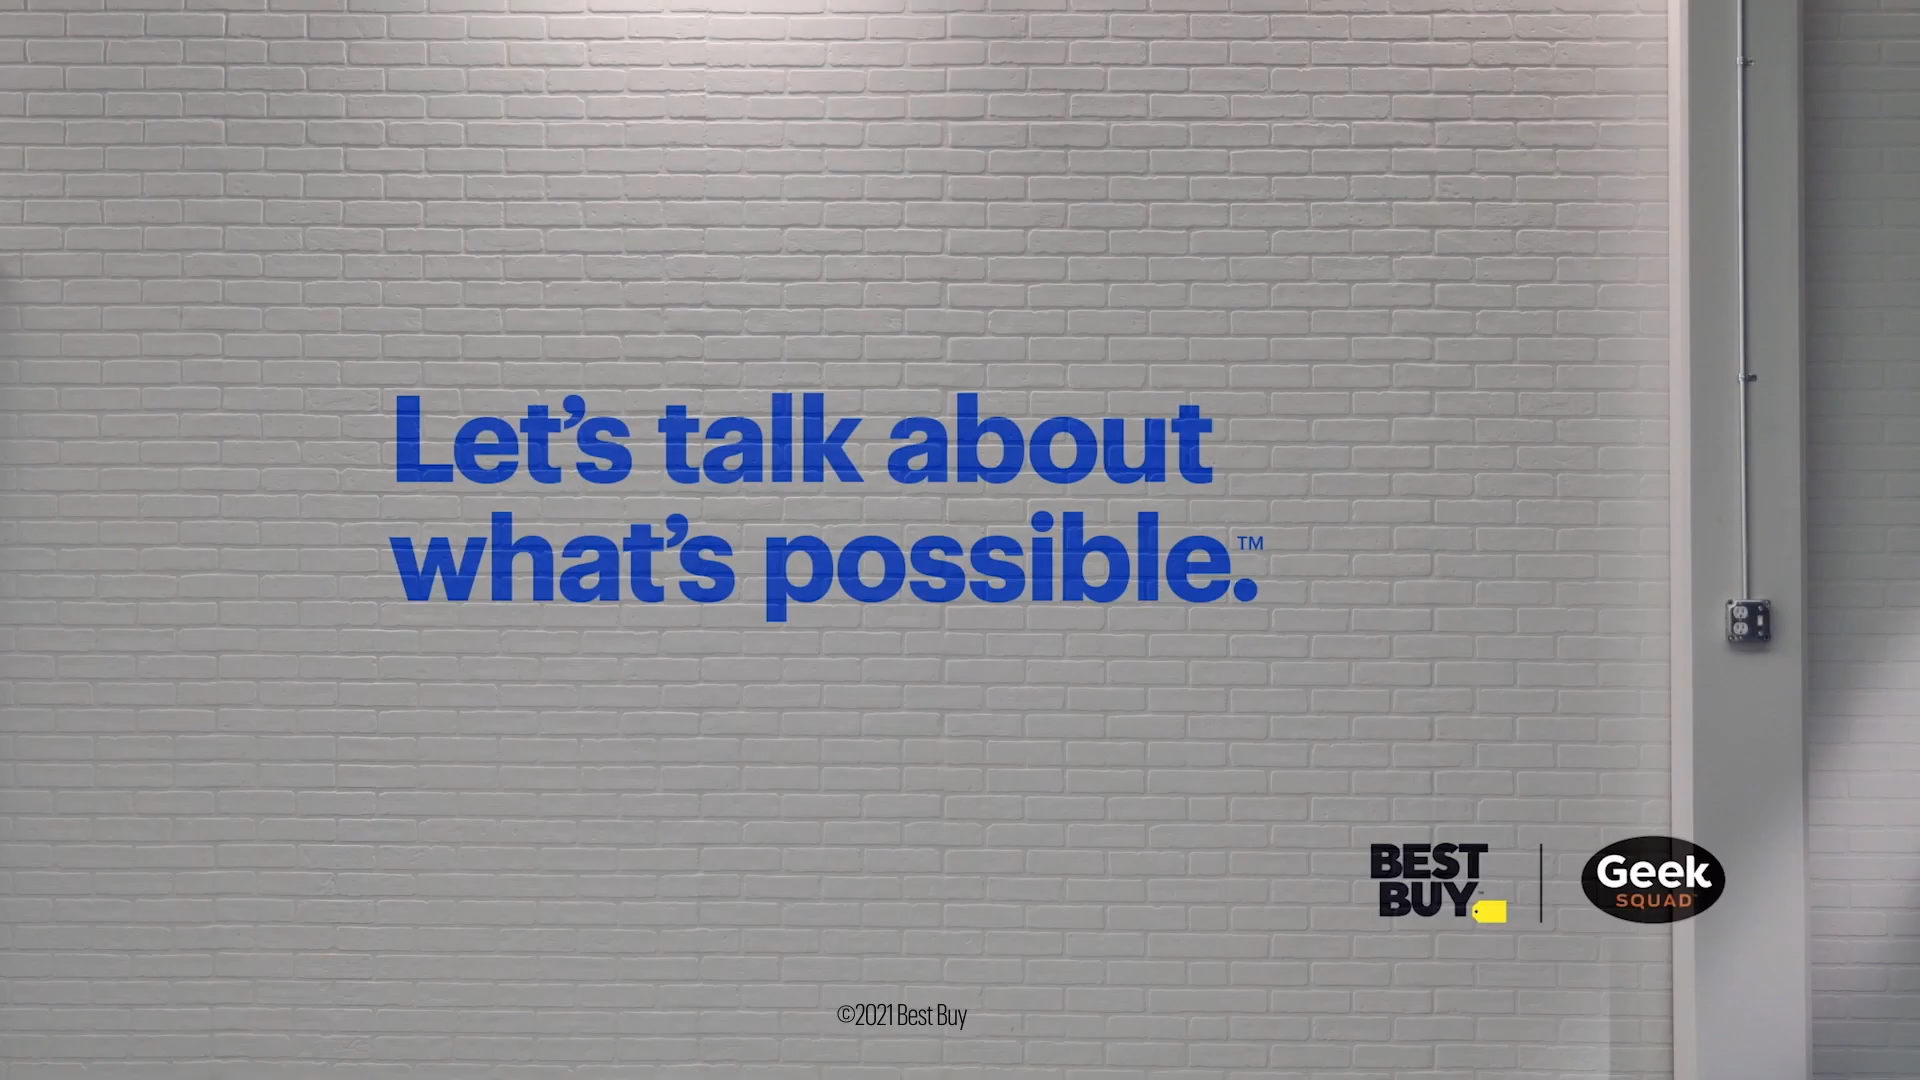 Let’s talk about
what’s possible.™
BEST
BUY
Geek
SQUAD
©2021 Best Buy